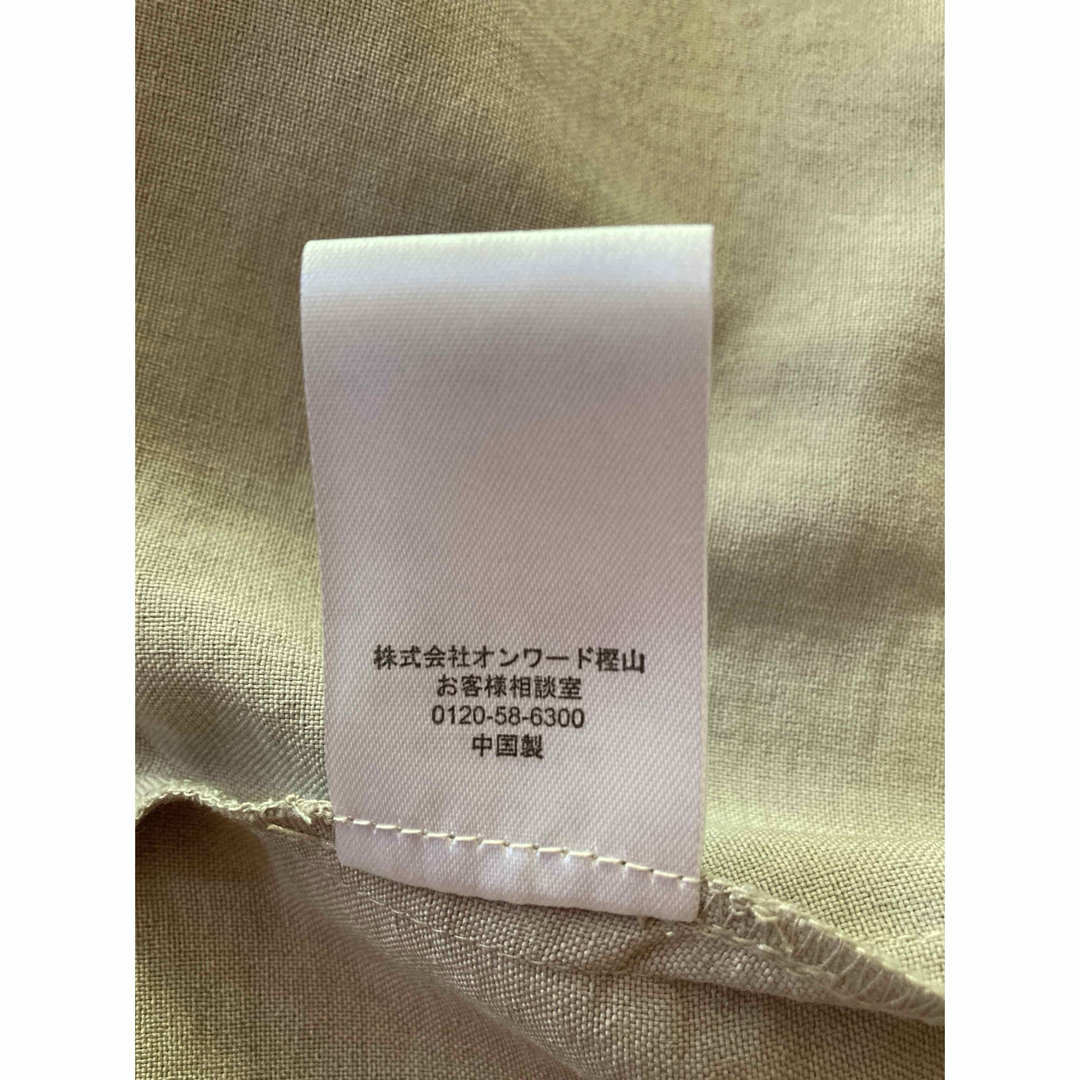 株式会社オンワード樫山
お客様相談室
0120-58-6300
中国製